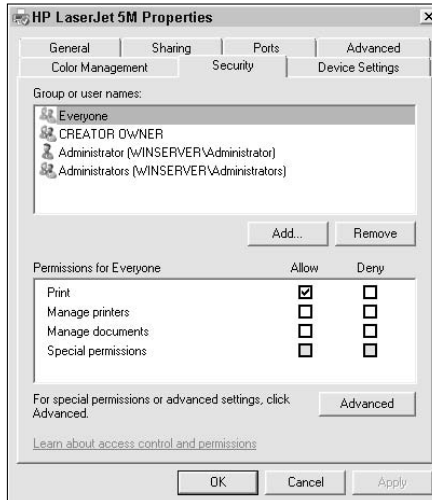 HP LaserJet 5M Properties
General Sharing Ports Advanced
Color Management Security Device Settings
Group or user names:
Everyone
CREATOR OWNER
Administrator (WINSERVER\Administrator)
Administrators (WINSERVER\Administrators)
Add... Remove
Permissions for Everyone Allow Deny
Print
Manage printers
Manage documents
Special permissions
For special permissions or advanced settings, click
Advanced.
Advanced
Learn about access control and permissions
OK Cancel Apply